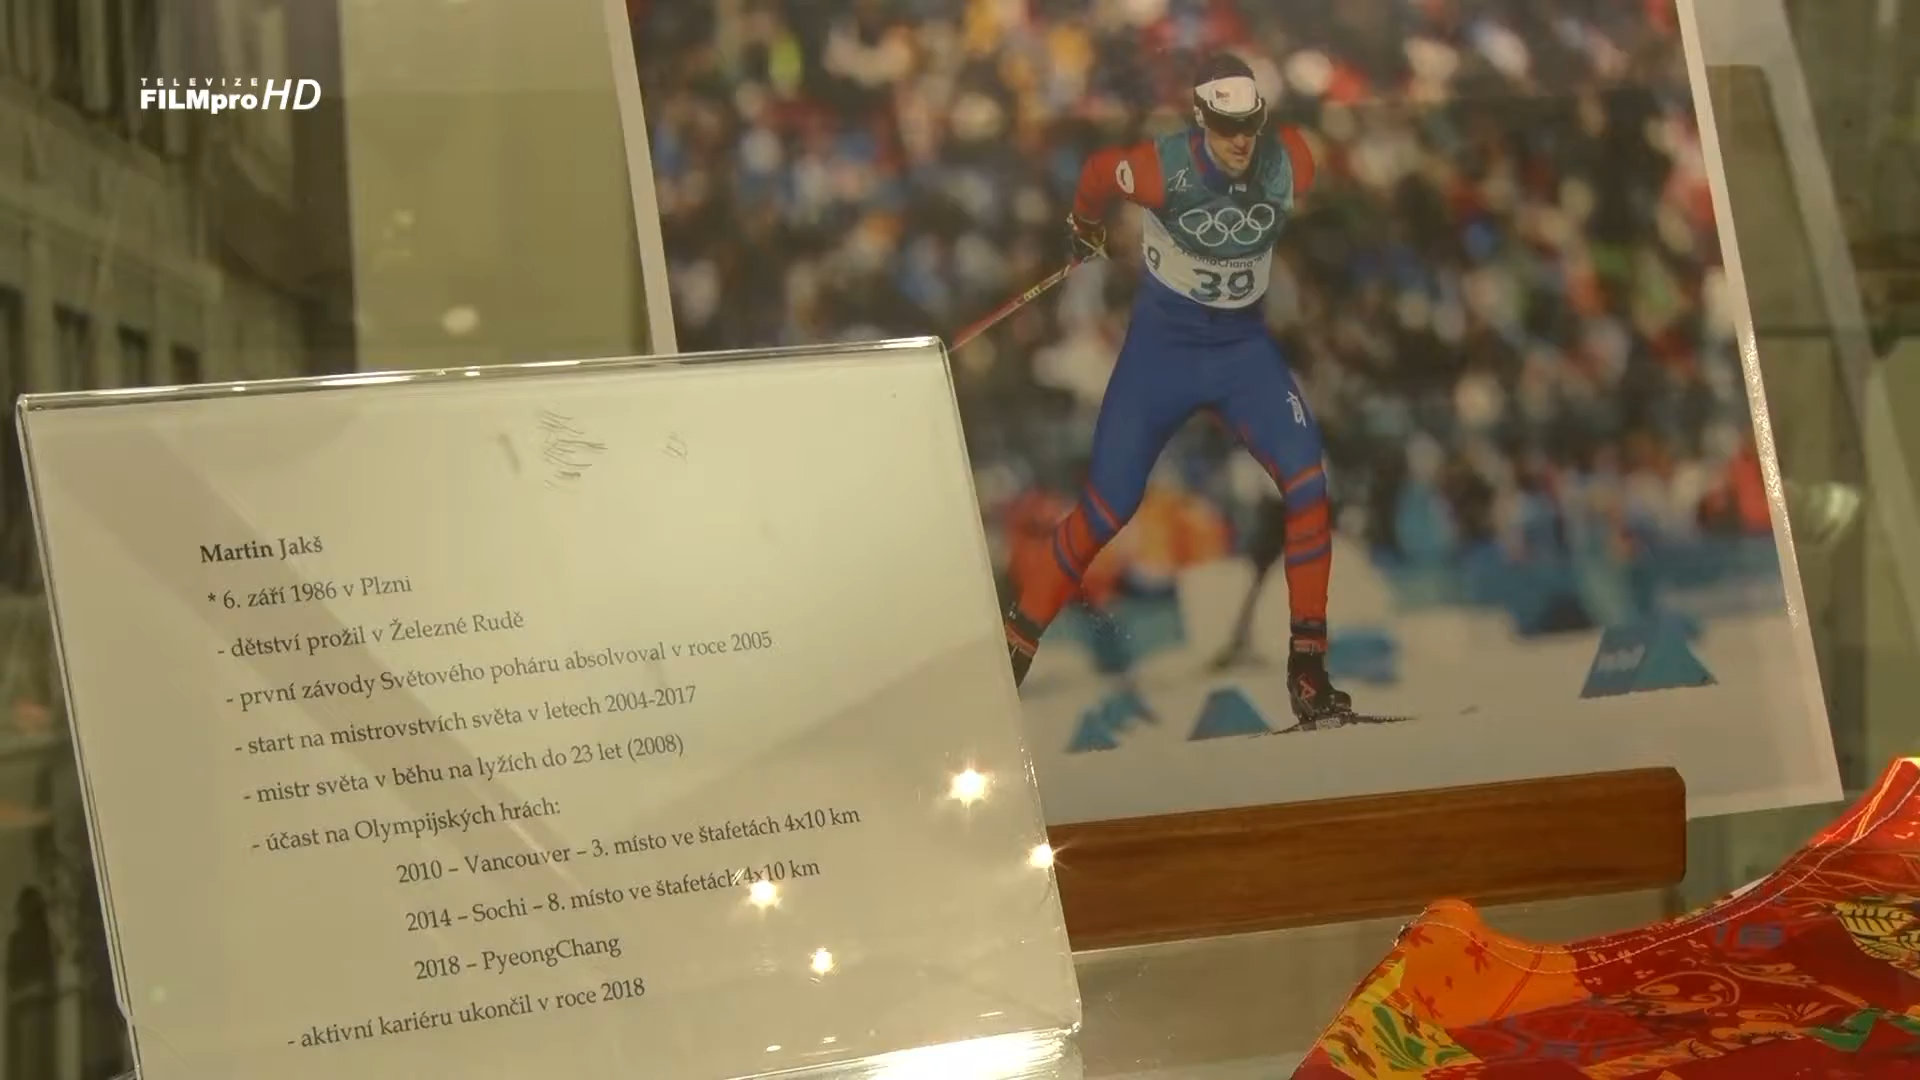 TELEVIZE
FILMpro HD
39
Martin Jakš
* 6. září 1986 v Plzni
- dětství prožil v Železné Rudě
- první závody Světového poháru absolvoval v roce 2005
- start na mistrovstvích světa v letech 2004-2017
- mistr světa v běhu na lyžích do 23 let (2008)
- účast na Olympijských hrách:
2010 – Vancouver – 3. místo ve štafetách 4x10 km
2014 – Sochi – 8. místo ve štafetách 4x10 km
2018 – PyeongChang
- aktivní kariéru ukončil v roce 2018